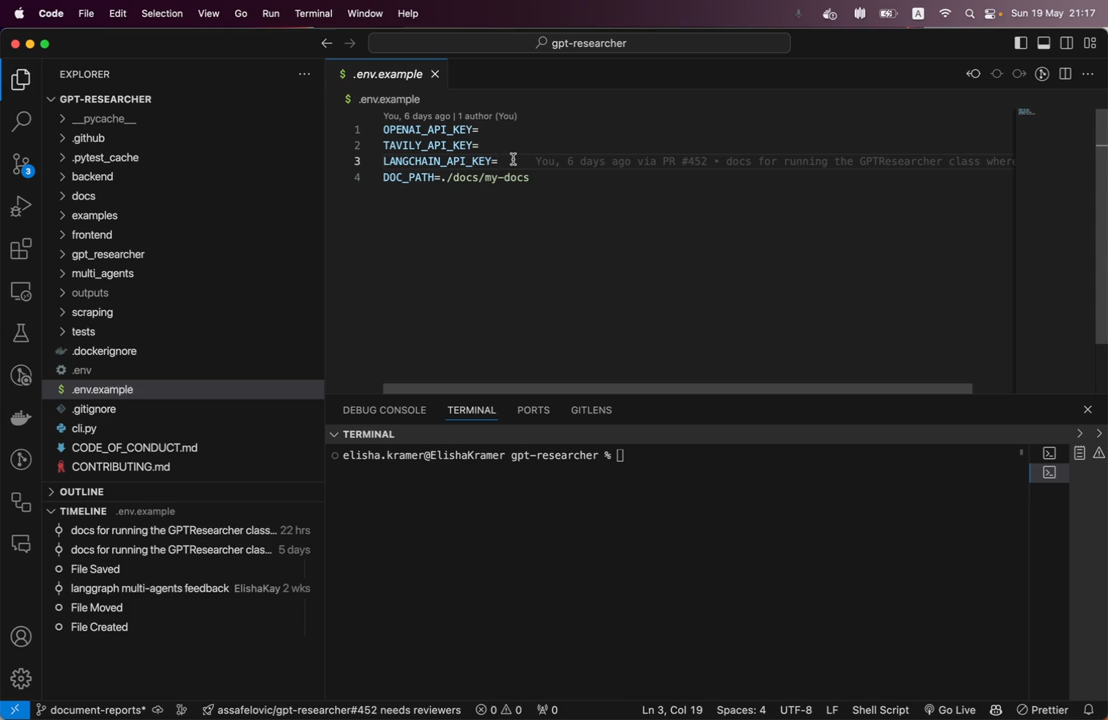 Code File Edit Selection View Go Run Terminal Window Help A Sun 19 May 21:17
gpt-researcher
EXPLORER
GPT-RESEARCHER
__pycache__
.github
.pytest_cache
backend
docs
examples
frontend
gpt_researcher
multi_agents
outputs
scraping
tests
.dockerignore
.env
$ .env.example
.gitignore
cli.py
CODE_OF_CONDUCT.md
CONTRIBUTING.md
OUTLINE
TIMELINE .env.example
docs for running the GPTResearcher class... 22 hrs
docs for running the GPTResearcher clas... 5 days
File Saved
langgraph multi-agents feedback ElishaKay 2 wks
File Moved
File Created
3
$ .env.example
$ .env.example
You, 6 days ago | 1 author (You)
1 OPENAI_API_KEY=
2 TAVILY_API_KEY=
3 LANGCHAIN_API_KEY= You, 6 days ago via PR #452 • docs for running the GPTResearcher class where
4 DOC_PATH=./docs/my-docs
DEBUG CONSOLE TERMINAL PORTS GITLENS
TERMINAL
elisha.kramer@ElishaKramer gpt-researcher %
document-reports* assafelovic/gpt-researcher#452 needs reviewers 0 0 0 Ln 3, Col 19 Spaces: 4 UTF-8 LF Shell Script Go Live Prettier